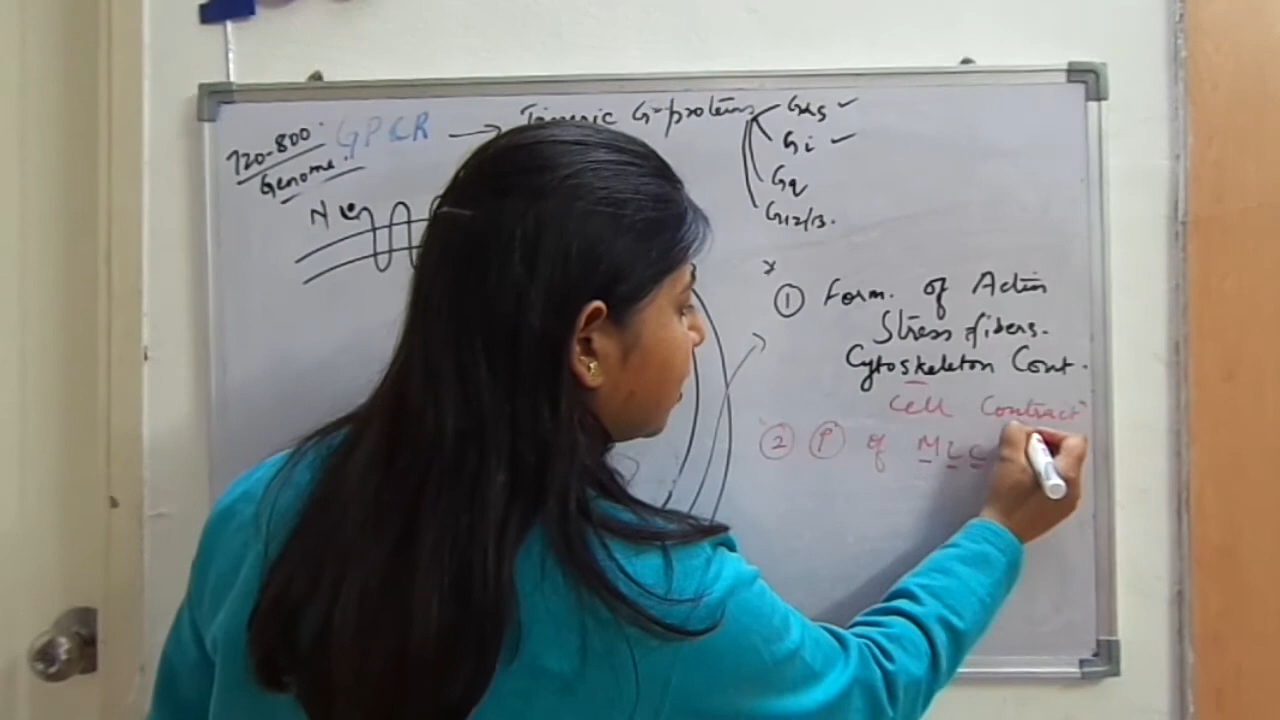 720-800.
Genome.
GPCR → Trimeric G-proteins
Gαs ✓
Gi ✓
Gq
G12/13.
N
① Form. of Actin
Stress fibers.
Cytoskeleton Cont.
Cell Contract
② P of MLC